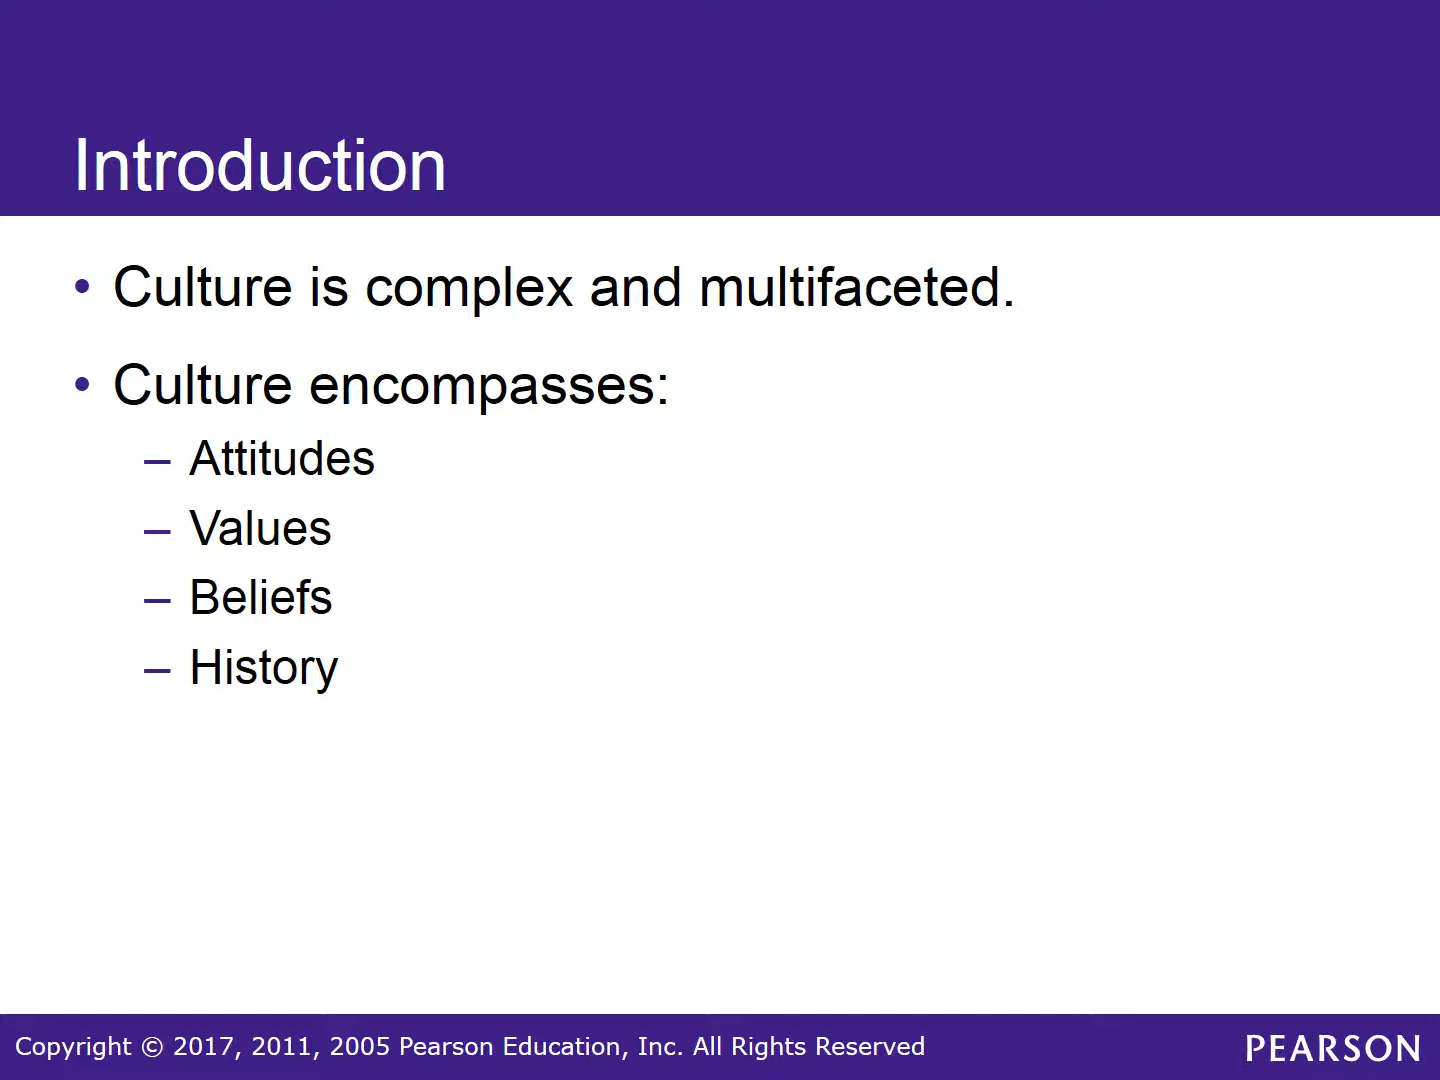 Introduction
• Culture is complex and multifaceted.
• Culture encompasses:
– Attitudes
– Values
– Beliefs
– History
Copyright © 2017, 2011, 2005 Pearson Education, Inc. All Rights Reserved
PEARSON